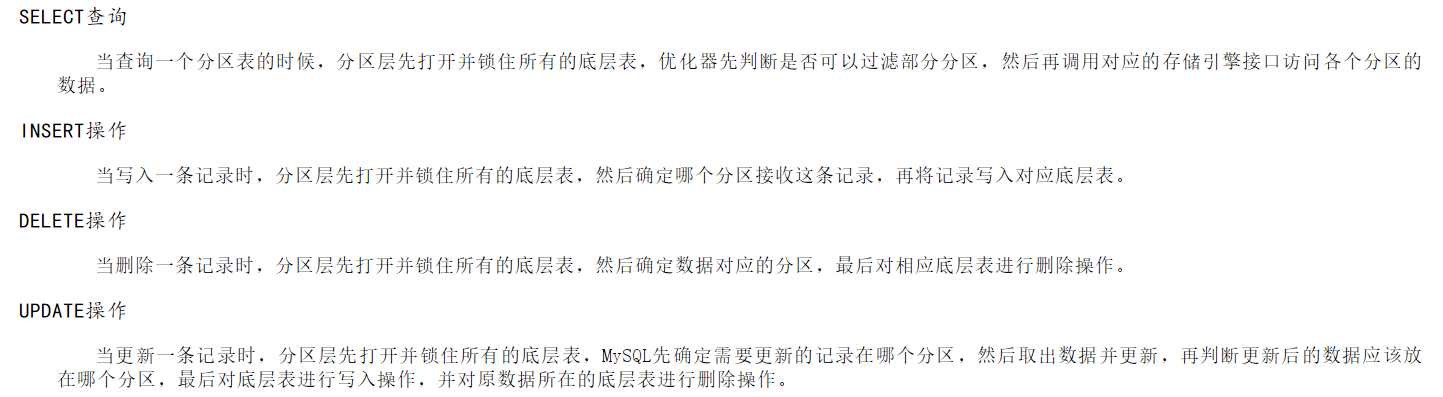 SELECT查询
当查询一个分区表的时候，分区层先打开并锁住所有的底层表，优化器先判断是否可以过滤部分分区，然后再调用对应的存储引擎接口访问各个分区的
数据。
INSERT操作
当写入一条记录时，分区层先打开并锁住所有的底层表，然后确定哪个分区接收这条记录，再将记录写入对应底层表。
DELETE操作
当删除一条记录时，分区层先打开并锁住所有的底层表，然后确定数据对应的分区，最后对相应底层表进行删除操作。
UPDATE操作
当更新一条记录时，分区层先打开并锁住所有的底层表，MySQL先确定需要更新的记录在哪个分区，然后取出数据并更新，再判断更新后的数据应该放
在哪个分区，最后对底层表进行写入操作，并对原数据所在的底层表进行删除操作。